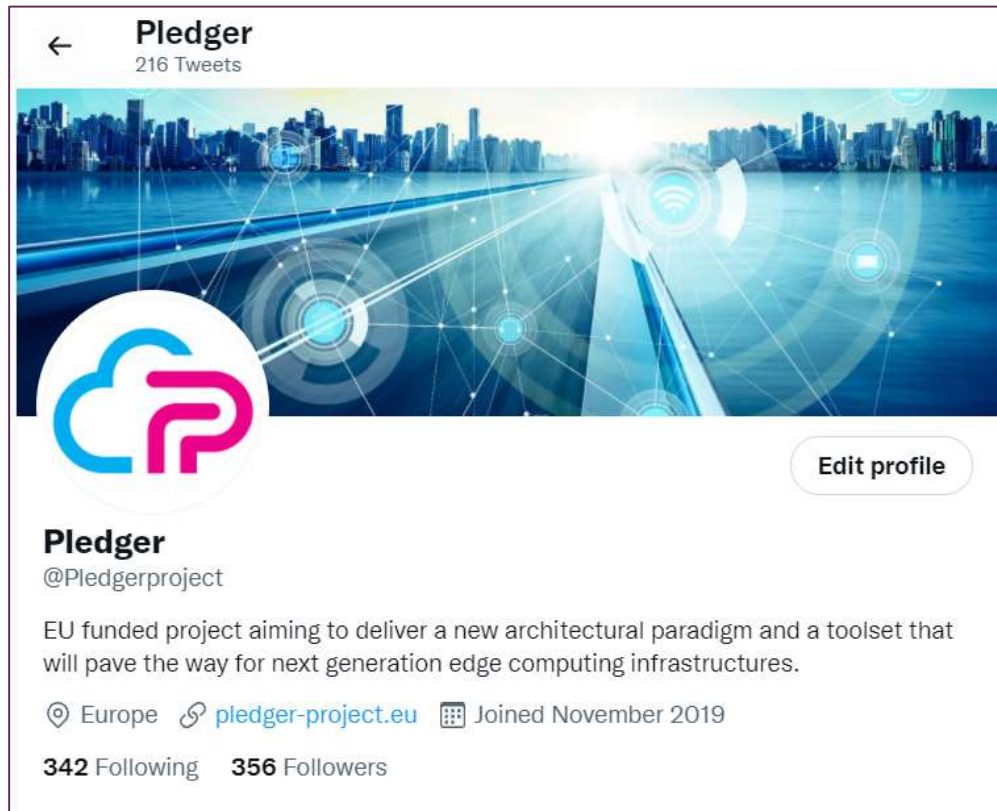 Pledger
216 Tweets
Edit profile
Pledger
@Pledgerproject
EU funded project aiming to deliver a new architectural paradigm and a toolset that
will pave the way for next generation edge computing infrastructures.
Europe pledger-project.eu Joined November 2019
342 Following 356 Followers